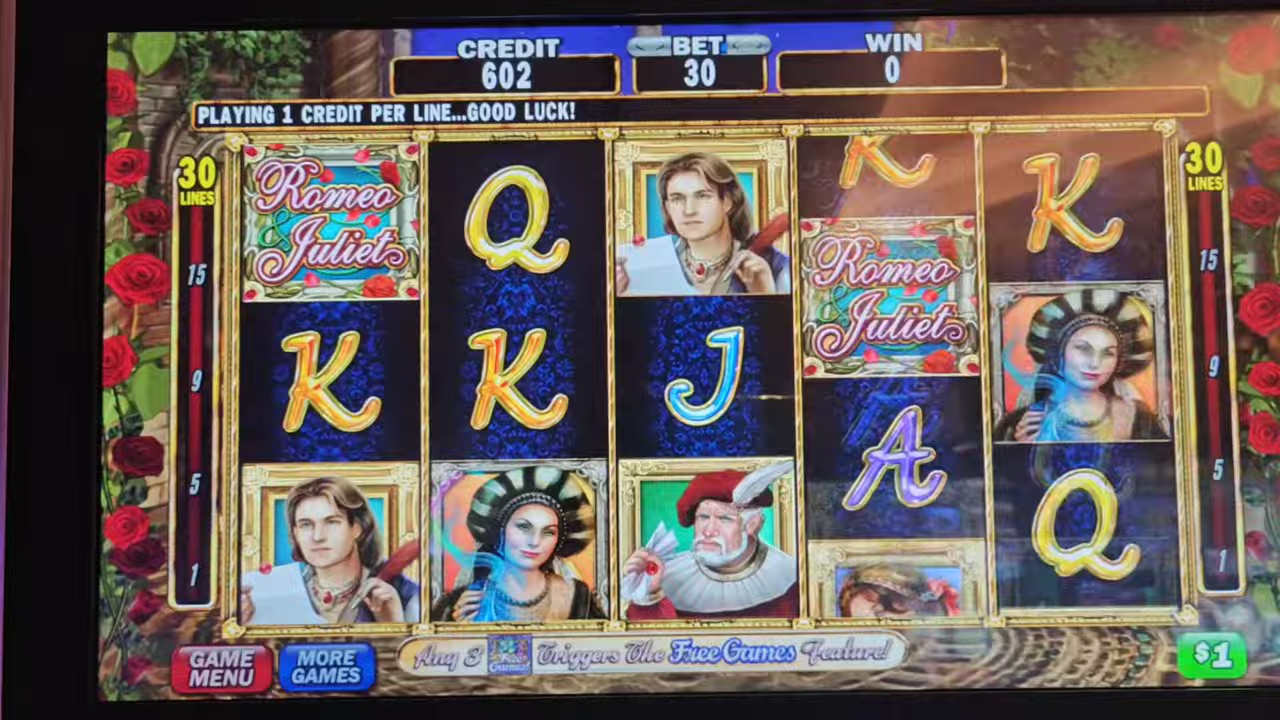 CREDIT BET WIN
602 30 0
PLAYING 1 CREDIT PER LINE...GOOD LUCK!
30 LINES
15
9
5
1
Romeo
& Juliet
Q
K
K
30 LINES
15
9
5
1
K
K
J
Romeo
& Juliet
A
Q
Any 3 Free Games! Triggers The Free Games Feature!
GAME MENU
MORE GAMES
$1